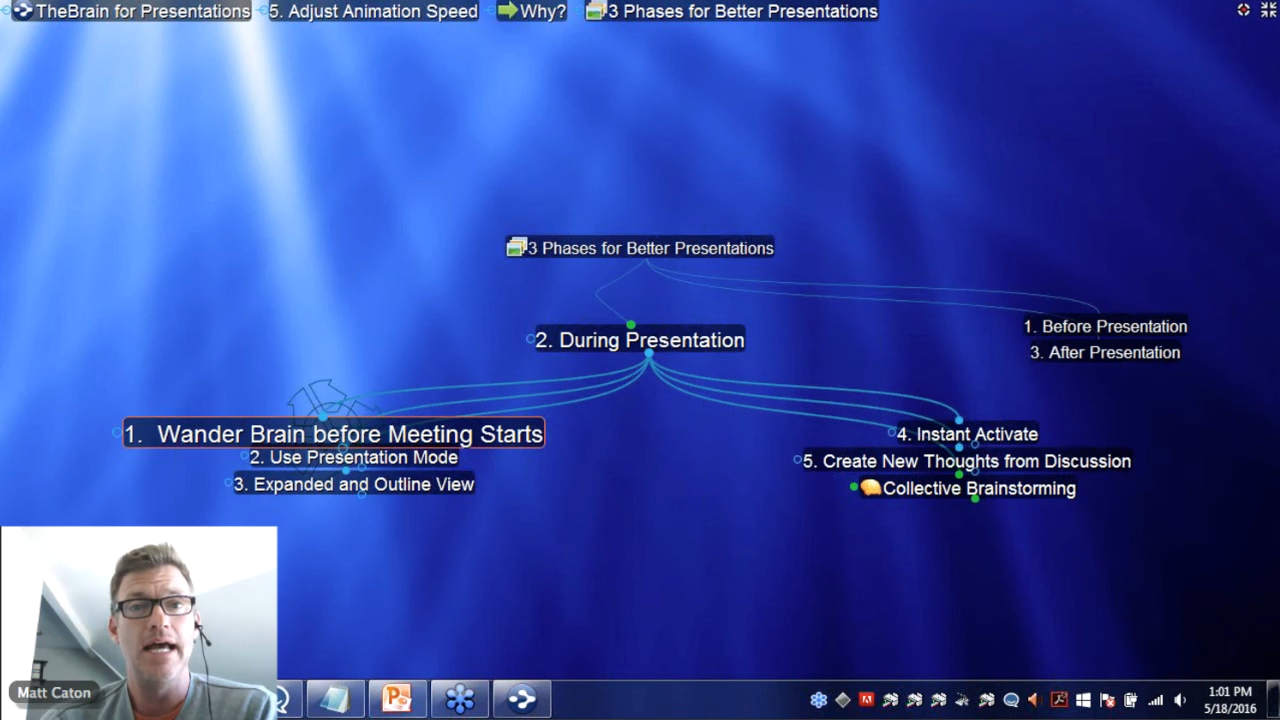 TheBrain for Presentations
5. Adjust Animation Speed
Why?
3 Phases for Better Presentations
3 Phases for Better Presentations
1. Before Presentation
2. During Presentation
3. After Presentation
1. Wander Brain before Meeting Starts
2. Use Presentation Mode
3. Expanded and Outline View
4. Instant Activate
5. Create New Thoughts from Discussion
Collective Brainstorming
Matt Caton
1:01 PM
5/18/2016